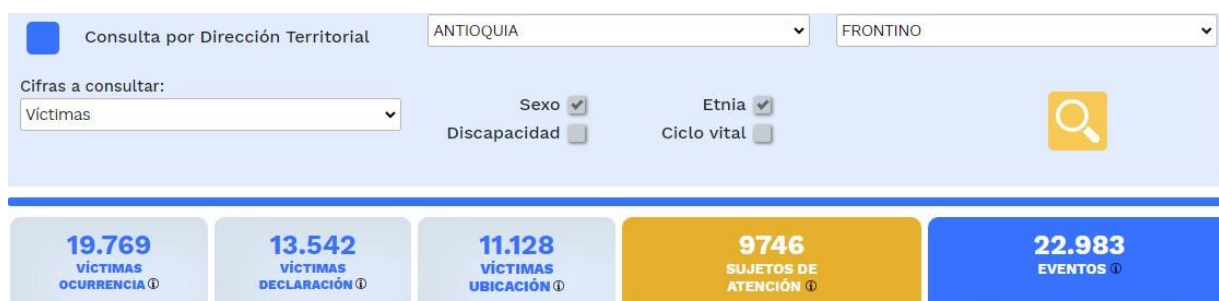 Consulta por Dirección Territorial
ANTIOQUIA
FRONTINO
Cifras a consultar:
Víctimas
Sexo
Etnia
Discapacidad
Ciclo vital
19.769
VÍCTIMAS
OCURRENCIA
13.542
VÍCTIMAS
DECLARACIÓN
11.128
VÍCTIMAS
UBICACIÓN
9746
SUJETOS DE
ATENCIÓN
22.983
EVENTOS